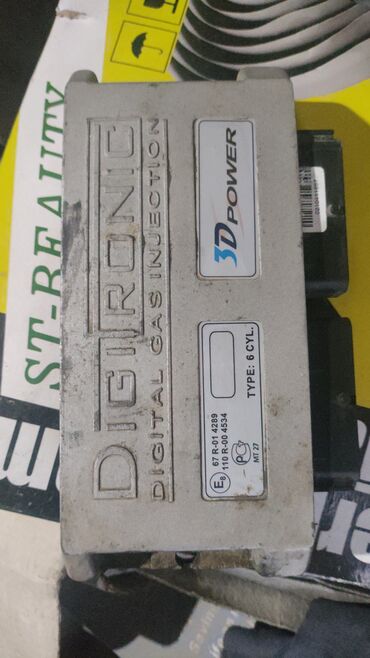 DIGITRONIC
DIGITAL GAS INJECTION
3D POWER
E8
67 R-01 4289
110 R-00 4534
TYPE: 6 CYL.
MT 27
ST-BEAUTY